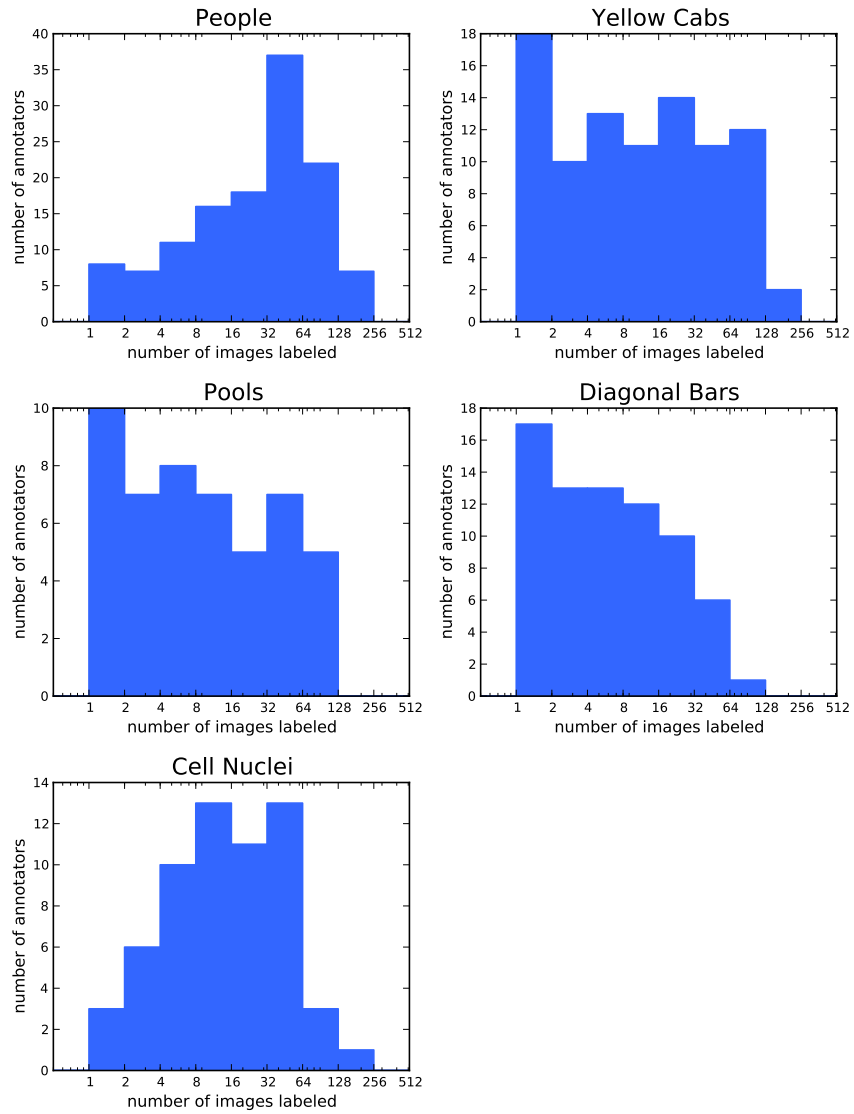 People
40
35
30
25
20
15
10
5
0
number of annotators
1 2 4 8 16 32 64 128 256 512
number of images labeled
Yellow Cabs
18
16
14
12
10
8
6
4
2
0
number of annotators
1 2 4 8 16 32 64 128 256 512
number of images labeled
Pools
10
8
6
4
2
0
number of annotators
1 2 4 8 16 32 64 128 256 512
number of images labeled
Diagonal Bars
18
16
14
12
10
8
6
4
2
0
number of annotators
1 2 4 8 16 32 64 128 256 512
number of images labeled
Cell Nuclei
14
12
10
8
6
4
2
0
number of annotators
1 2 4 8 16 32 64 128 256 512
number of images labeled